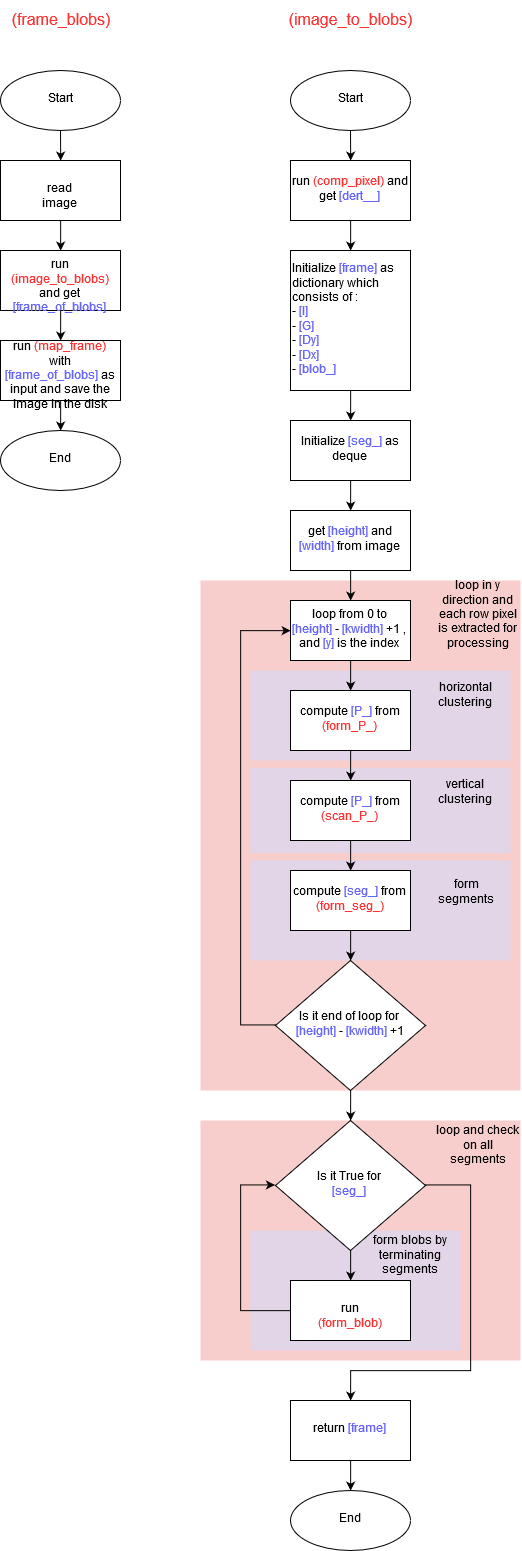 (frame_blobs)
Start
read
image
run
(image_to_blobs)
and get
[frame_of_blobs]
run (map_frame)
with
[frame_of_blobs] as
input and save the
image in the disk
End
(image_to_blobs)
Start
run (comp_pixel) and
get [dert__]
Initialize [frame] as
dictionary which
consists of :
- [I]
- [G]
- [Dy]
- [Dx]
- [blob_]
Initialize [seg_] as
deque
get [height] and
[width] from image
loop in y
direction and
each row pixel
is extracted for
processing
loop from 0 to
[height] - [kwidth] +1 ,
and [y] is the index
horizontal
clustering
compute [P_] from
(form_P_)
vertical
clustering
compute [P_] from
(scan_P_)
form
segments
compute [seg_] from
(form_seg_)
Is it end of loop for
[height] - [kwidth] +1
loop and check
on all
segments
Is it True for
[seg_]
form blobs by
terminating
segments
run
(form_blob)
return [frame]
End